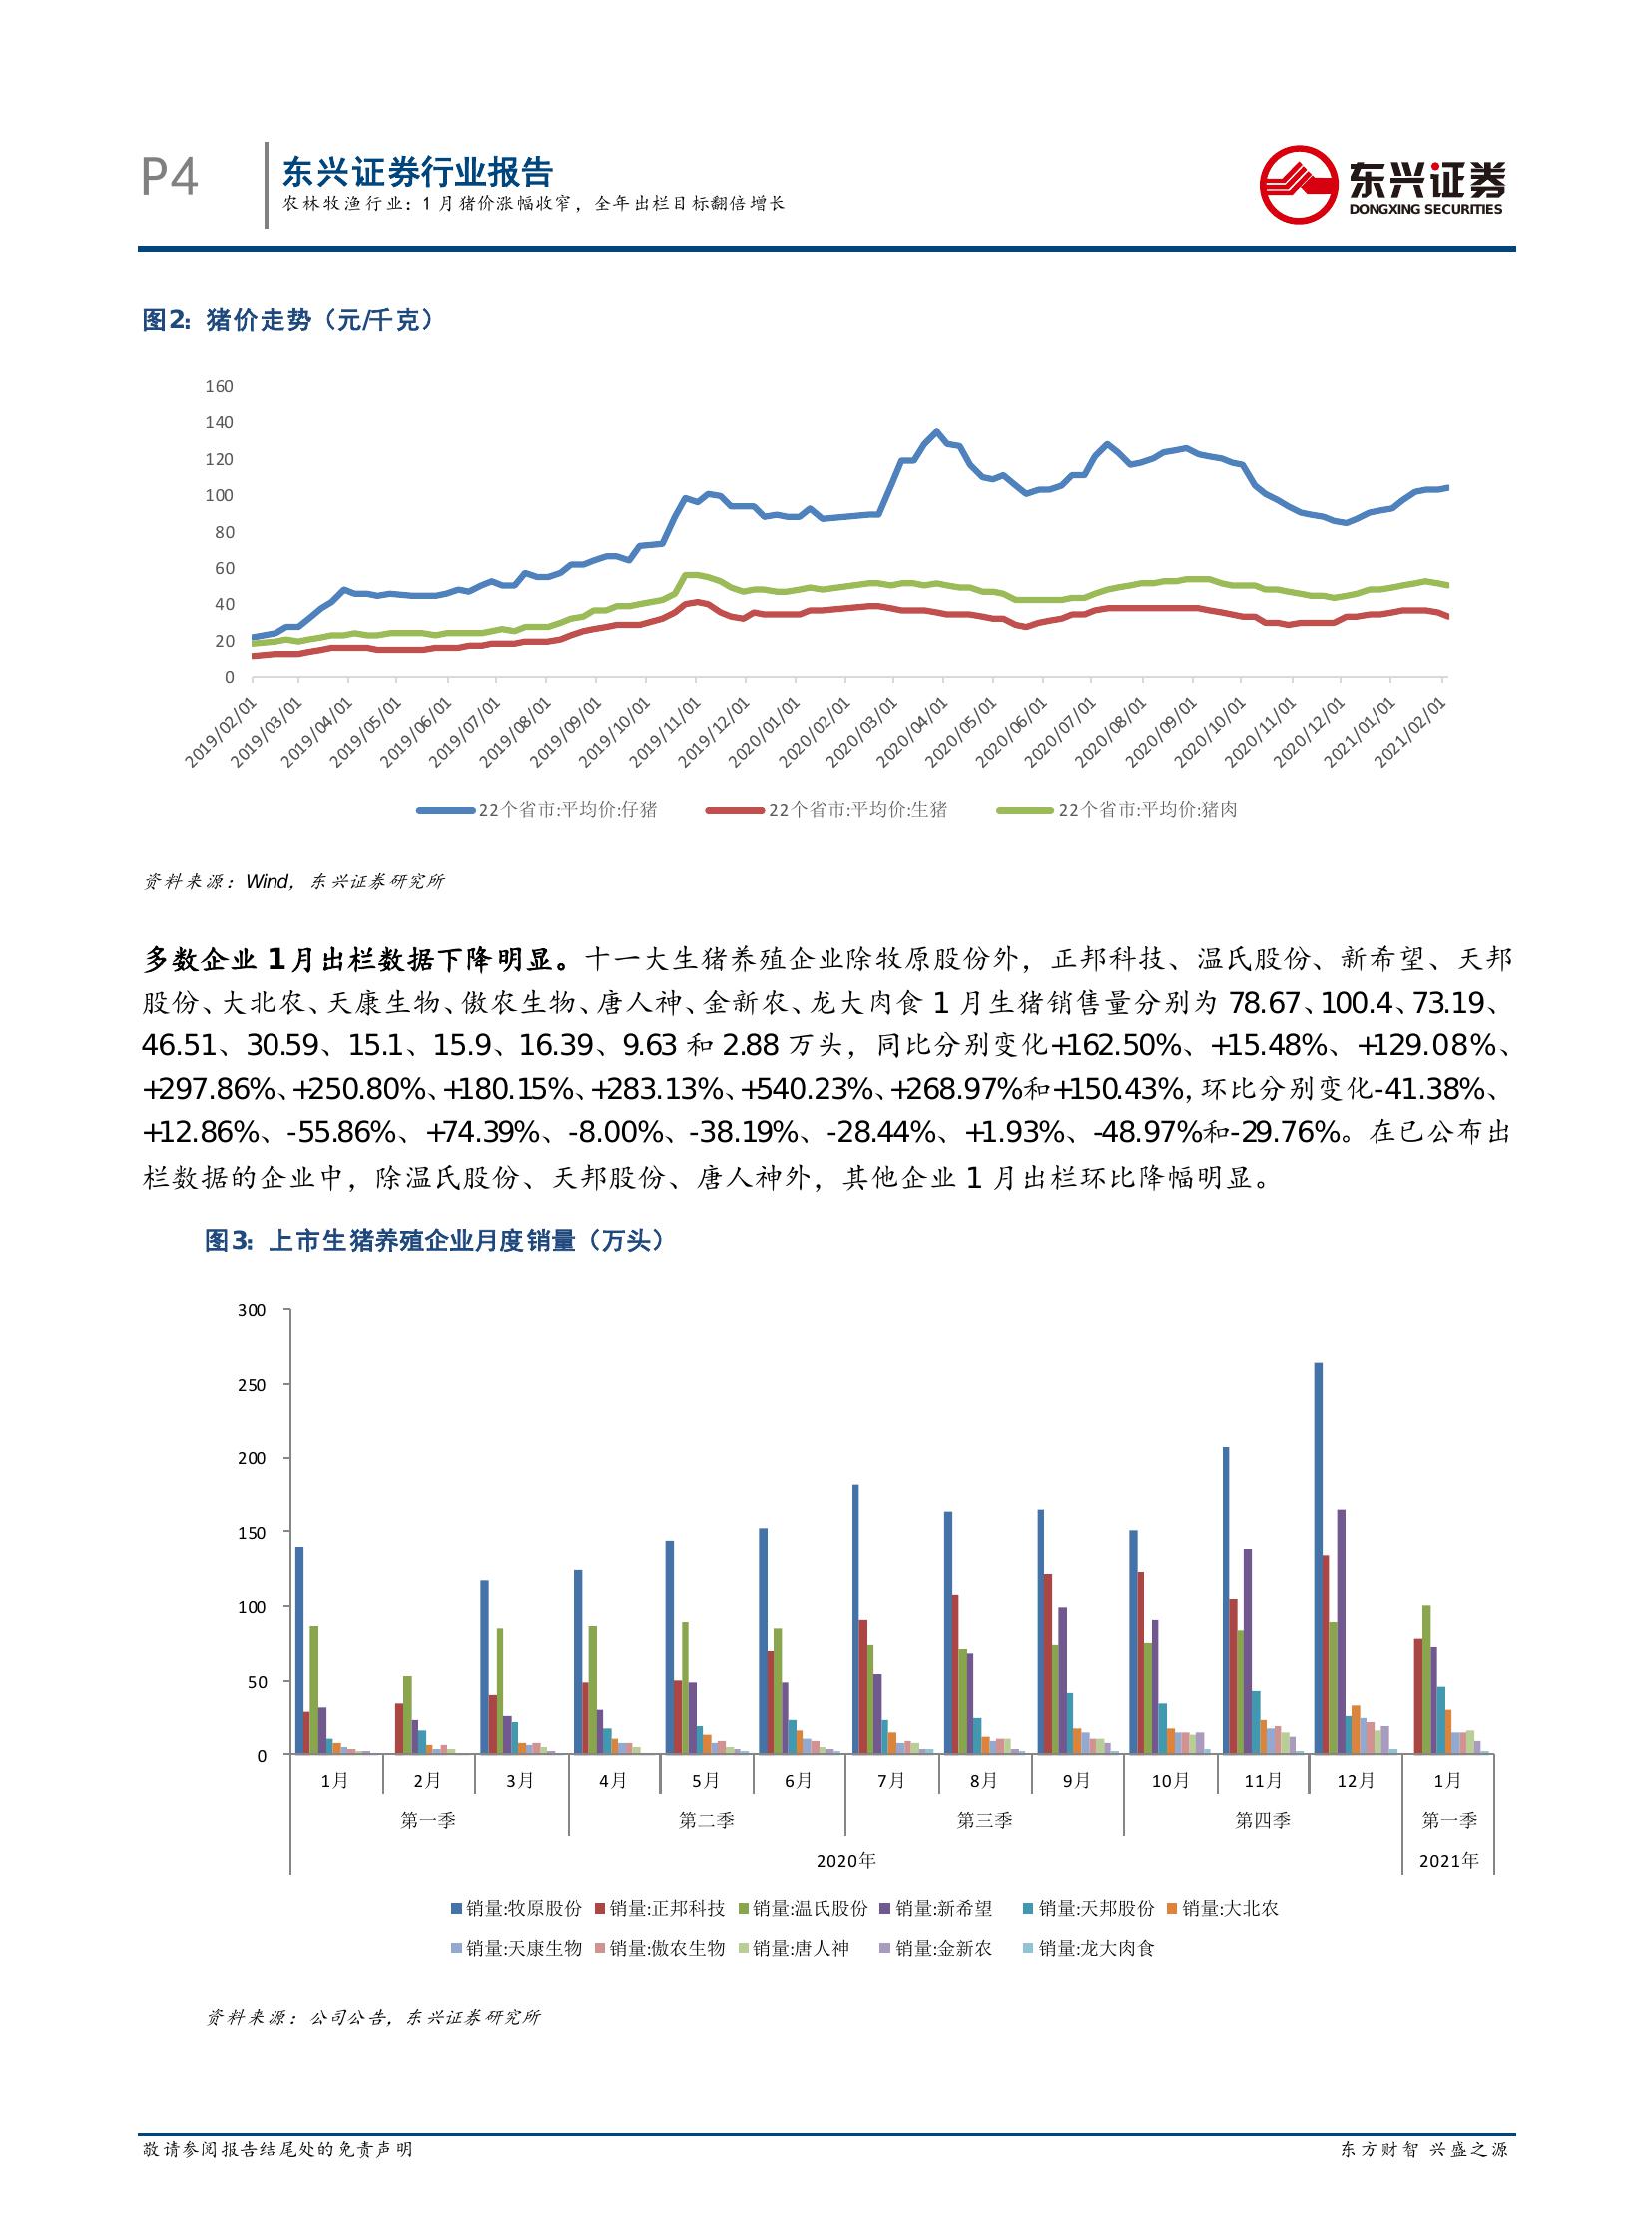 P4
东兴证券行业报告
农林牧渔行业：1 月猪价涨幅收窄，全年出栏目标翻倍增长
东兴证券
DONGXING SECURITIES
图2：猪价走势（元/千克）
160
140
120
100
80
60
40
20
0
2019/02/01 2019/03/01 2019/04/01 2019/05/01 2019/06/01 2019/07/01 2019/08/01 2019/09/01 2019/10/01 2019/11/01 2019/12/01 2020/01/01 2020/02/01 2020/03/01 2020/04/01 2020/05/01 2020/06/01 2020/07/01 2020/08/01 2020/09/01 2020/10/01 2020/11/01 2020/12/01 2021/01/01 2021/02/01
22个省市:平均价:仔猪 22个省市:平均价:生猪 22个省市:平均价:猪肉
资料来源：Wind，东兴证券研究所
多数企业 1 月出栏数据下降明显。十一大生猪养殖企业除牧原股份外，正邦科技、温氏股份、新希望、天邦
股份、大北农、天康生物、傲农生物、唐人神、金新农、龙大肉食 1 月生猪销售量分别为 78.67、100.4、73.19、
46.51、30.59、15.1、15.9、16.39、9.63 和 2.88 万头，同比分别变化+162.50%、+15.48%、+129.08%、
+297.86%、+250.80%、+180.15%、+283.13%、+540.23%、+268.97%和+150.43%，环比分别变化-41.38%、
+12.86%、-55.86%、+74.39%、-8.00%、-38.19%、-28.44%、+1.93%、-48.97%和-29.76%。在已公布出
栏数据的企业中，除温氏股份、天邦股份、唐人神外，其他企业 1 月出栏环比降幅明显。
图3：上市生猪养殖企业月度销量（万头）
300
250
200
150
100
50
0
1月 2月 3月 4月 5月 6月 7月 8月 9月 10月 11月 12月 1月
第一季 第二季 第三季 第四季 第一季
2020年 2021年
销量:牧原股份 销量:正邦科技 销量:温氏股份 销量:新希望 销量:天邦股份 销量:大北农
销量:天康生物 销量:傲农生物 销量:唐人神 销量:金新农 销量:龙大肉食
资料来源：公司公告，东兴证券研究所
敬请参阅报告结尾处的免责声明
东方财智 兴盛之源